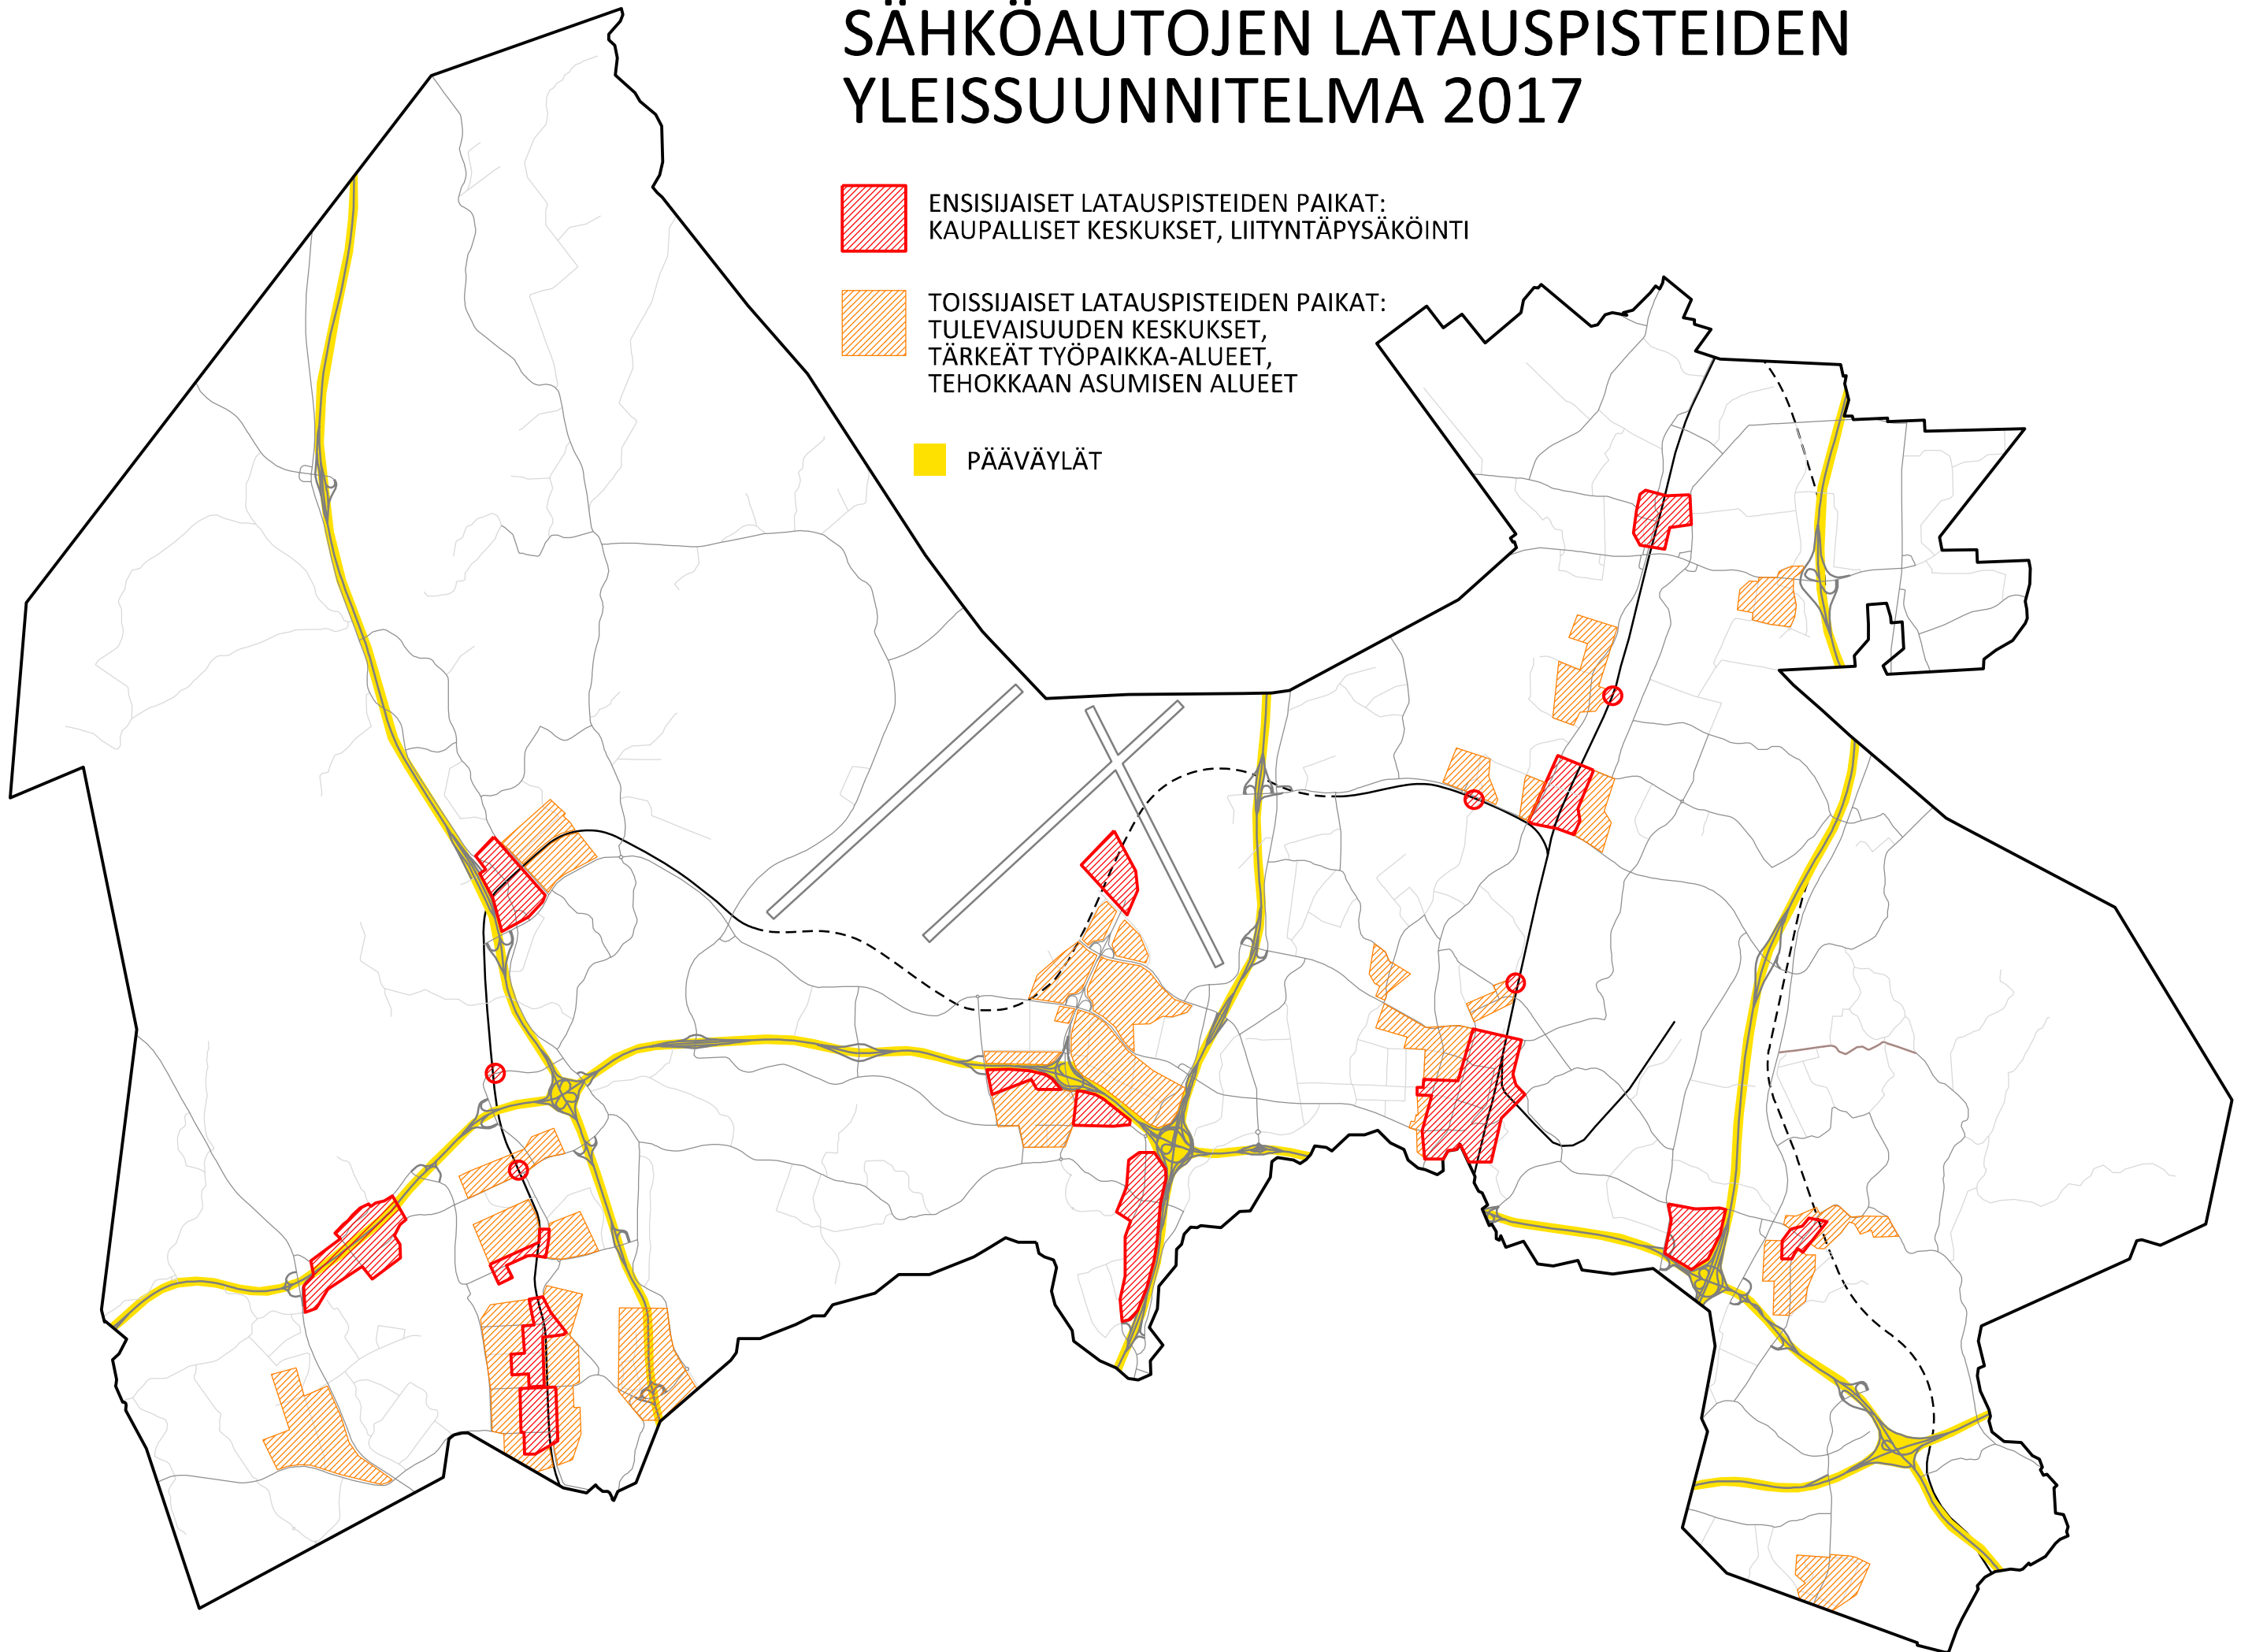 SÄHKÖAUTOJEN LATAUSPISTEIDEN
YLEISSUUNNITELMA 2017
ENSISIJAISET LATAUSPISTEIDEN PAIKAT:
KAUPALLISET KESKUKSET, LIITYNTÄPYSÄKÖINTI
TOISSIJAISET LATAUSPISTEIDEN PAIKAT:
TULEVAISUUDEN KESKUKSET,
TÄRKEÄT TYÖPAIKKA-ALUEET,
TEHOKKAAN ASUMISEN ALUEET
PÄÄVÄYLÄT